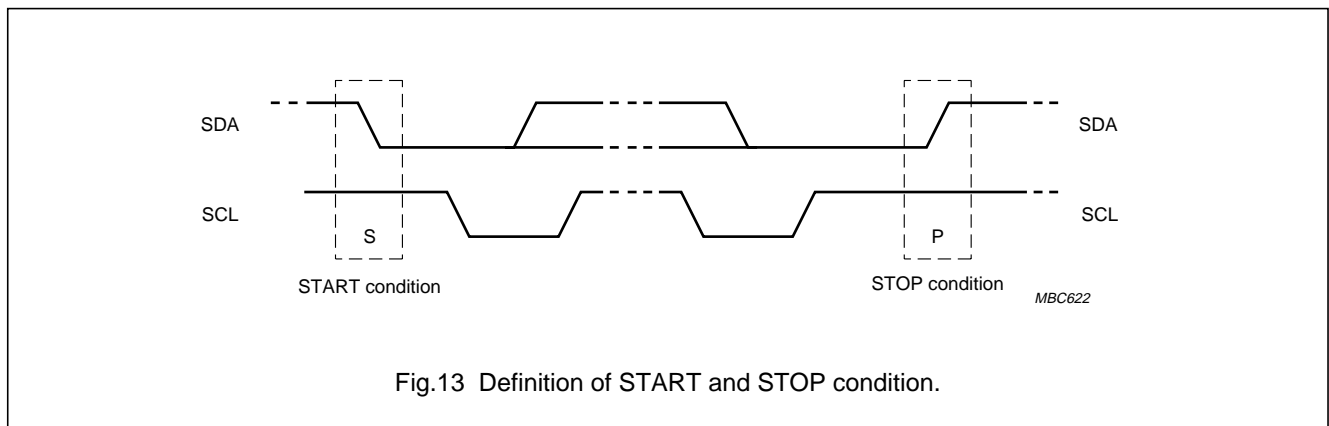 SDA
SDA
SCL
SCL
S
P
START condition
STOP condition
MBC622
Fig.13 Definition of START and STOP condition.